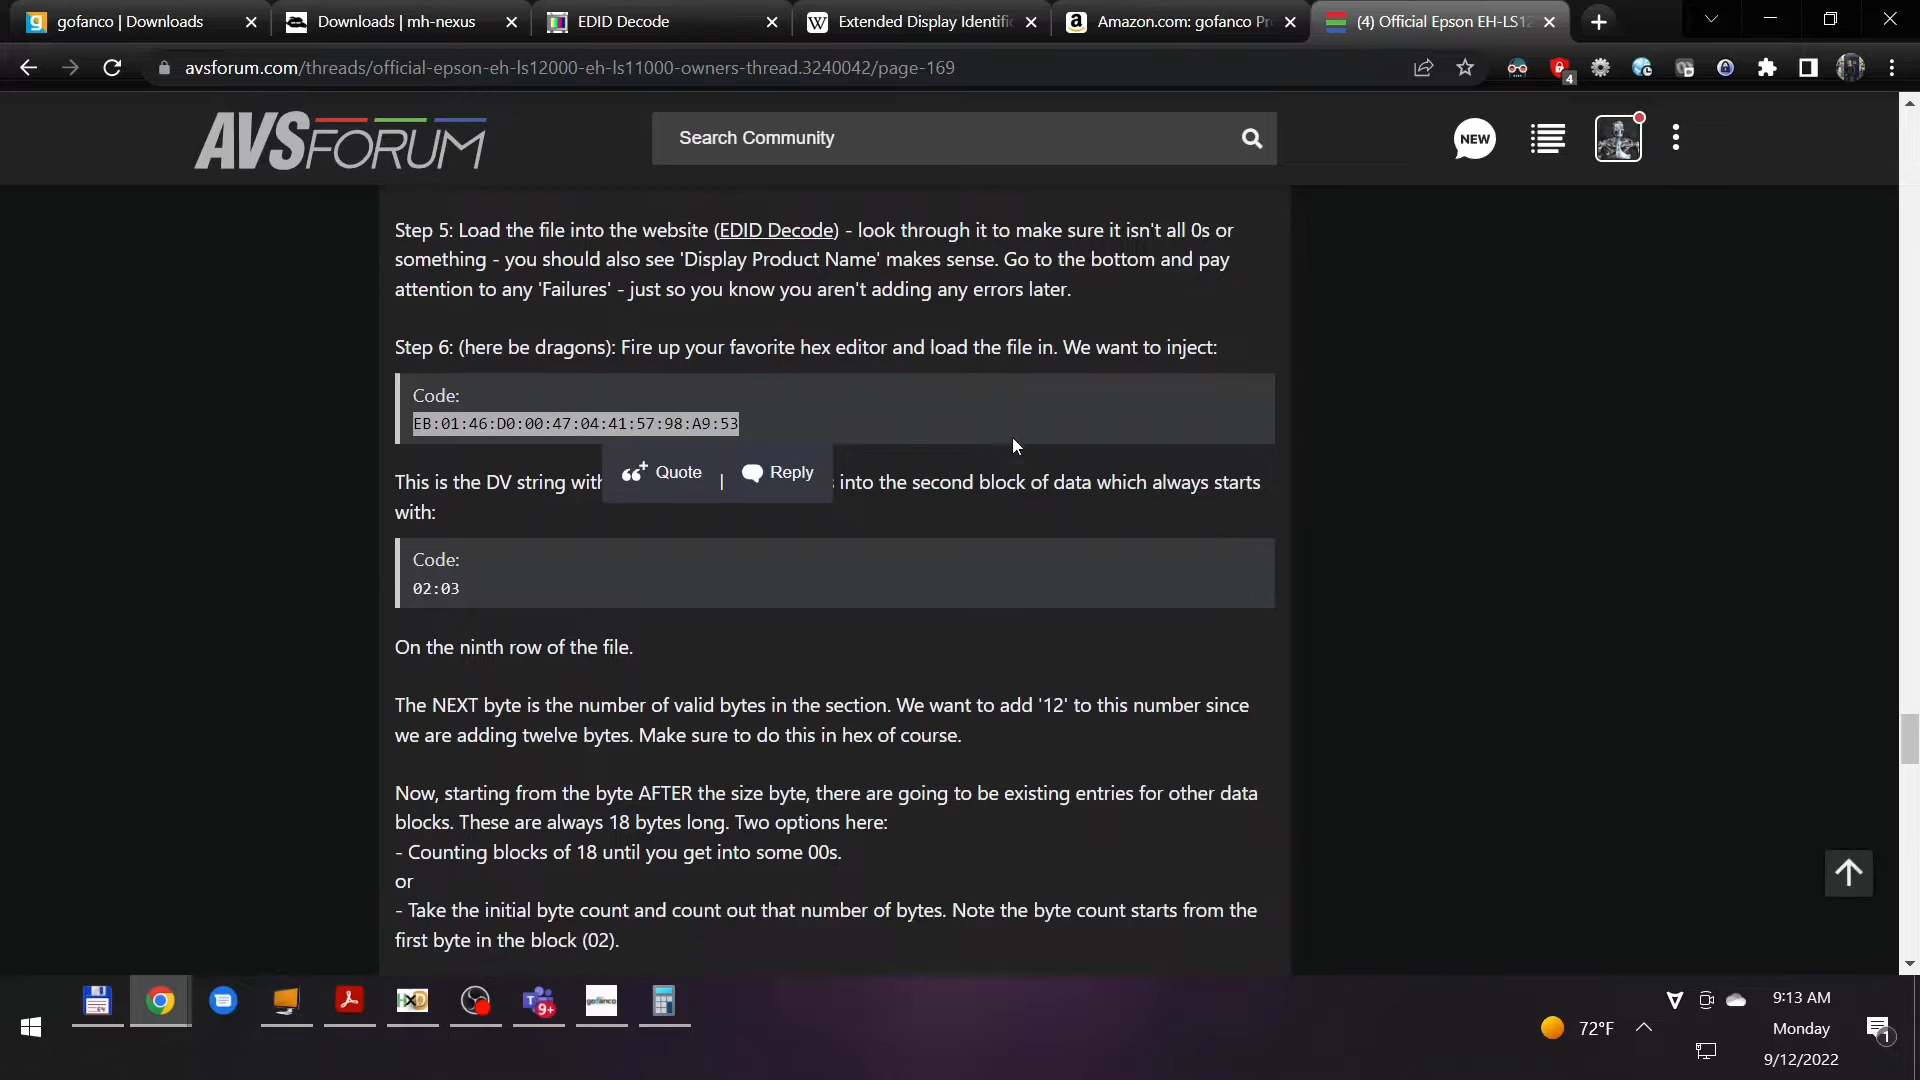 gofanco | Downloads
Downloads | mh-nexus
EDID Decode
Extended Display Identific
Amazon.com: gofanco Pr
(4) Official Epson EH-LS12
avsforum.com/threads/official-epson-eh-ls12000-eh-ls11000-owners-thread.3240042/page-169
4
AVSFORUM
Search Community
NEW
Step 5: Load the file into the website (EDID Decode) - look through it to make sure it isn't all 0s or
something - you should also see 'Display Product Name' makes sense. Go to the bottom and pay
attention to any 'Failures' - just so you know you aren't adding any errors later.
Step 6: (here be dragons): Fire up your favorite hex editor and load the file in. We want to inject:
Code:
EB:01:46:D0:00:47:04:41:57:98:A9:53
Quote | Reply
This is the DV string with into the second block of data which always starts
with:
Code:
02:03
On the ninth row of the file.
The NEXT byte is the number of valid bytes in the section. We want to add '12' to this number since
we are adding twelve bytes. Make sure to do this in hex of course.
Now, starting from the byte AFTER the size byte, there are going to be existing entries for other data
blocks. These are always 18 bytes long. Two options here:
- Counting blocks of 18 until you get into some 00s.
or
- Take the initial byte count and count out that number of bytes. Note the byte count starts from the
first byte in the block (02).
HXD
T
9+
gofanco
72°F
9:13 AM
Monday
9/12/2022
1